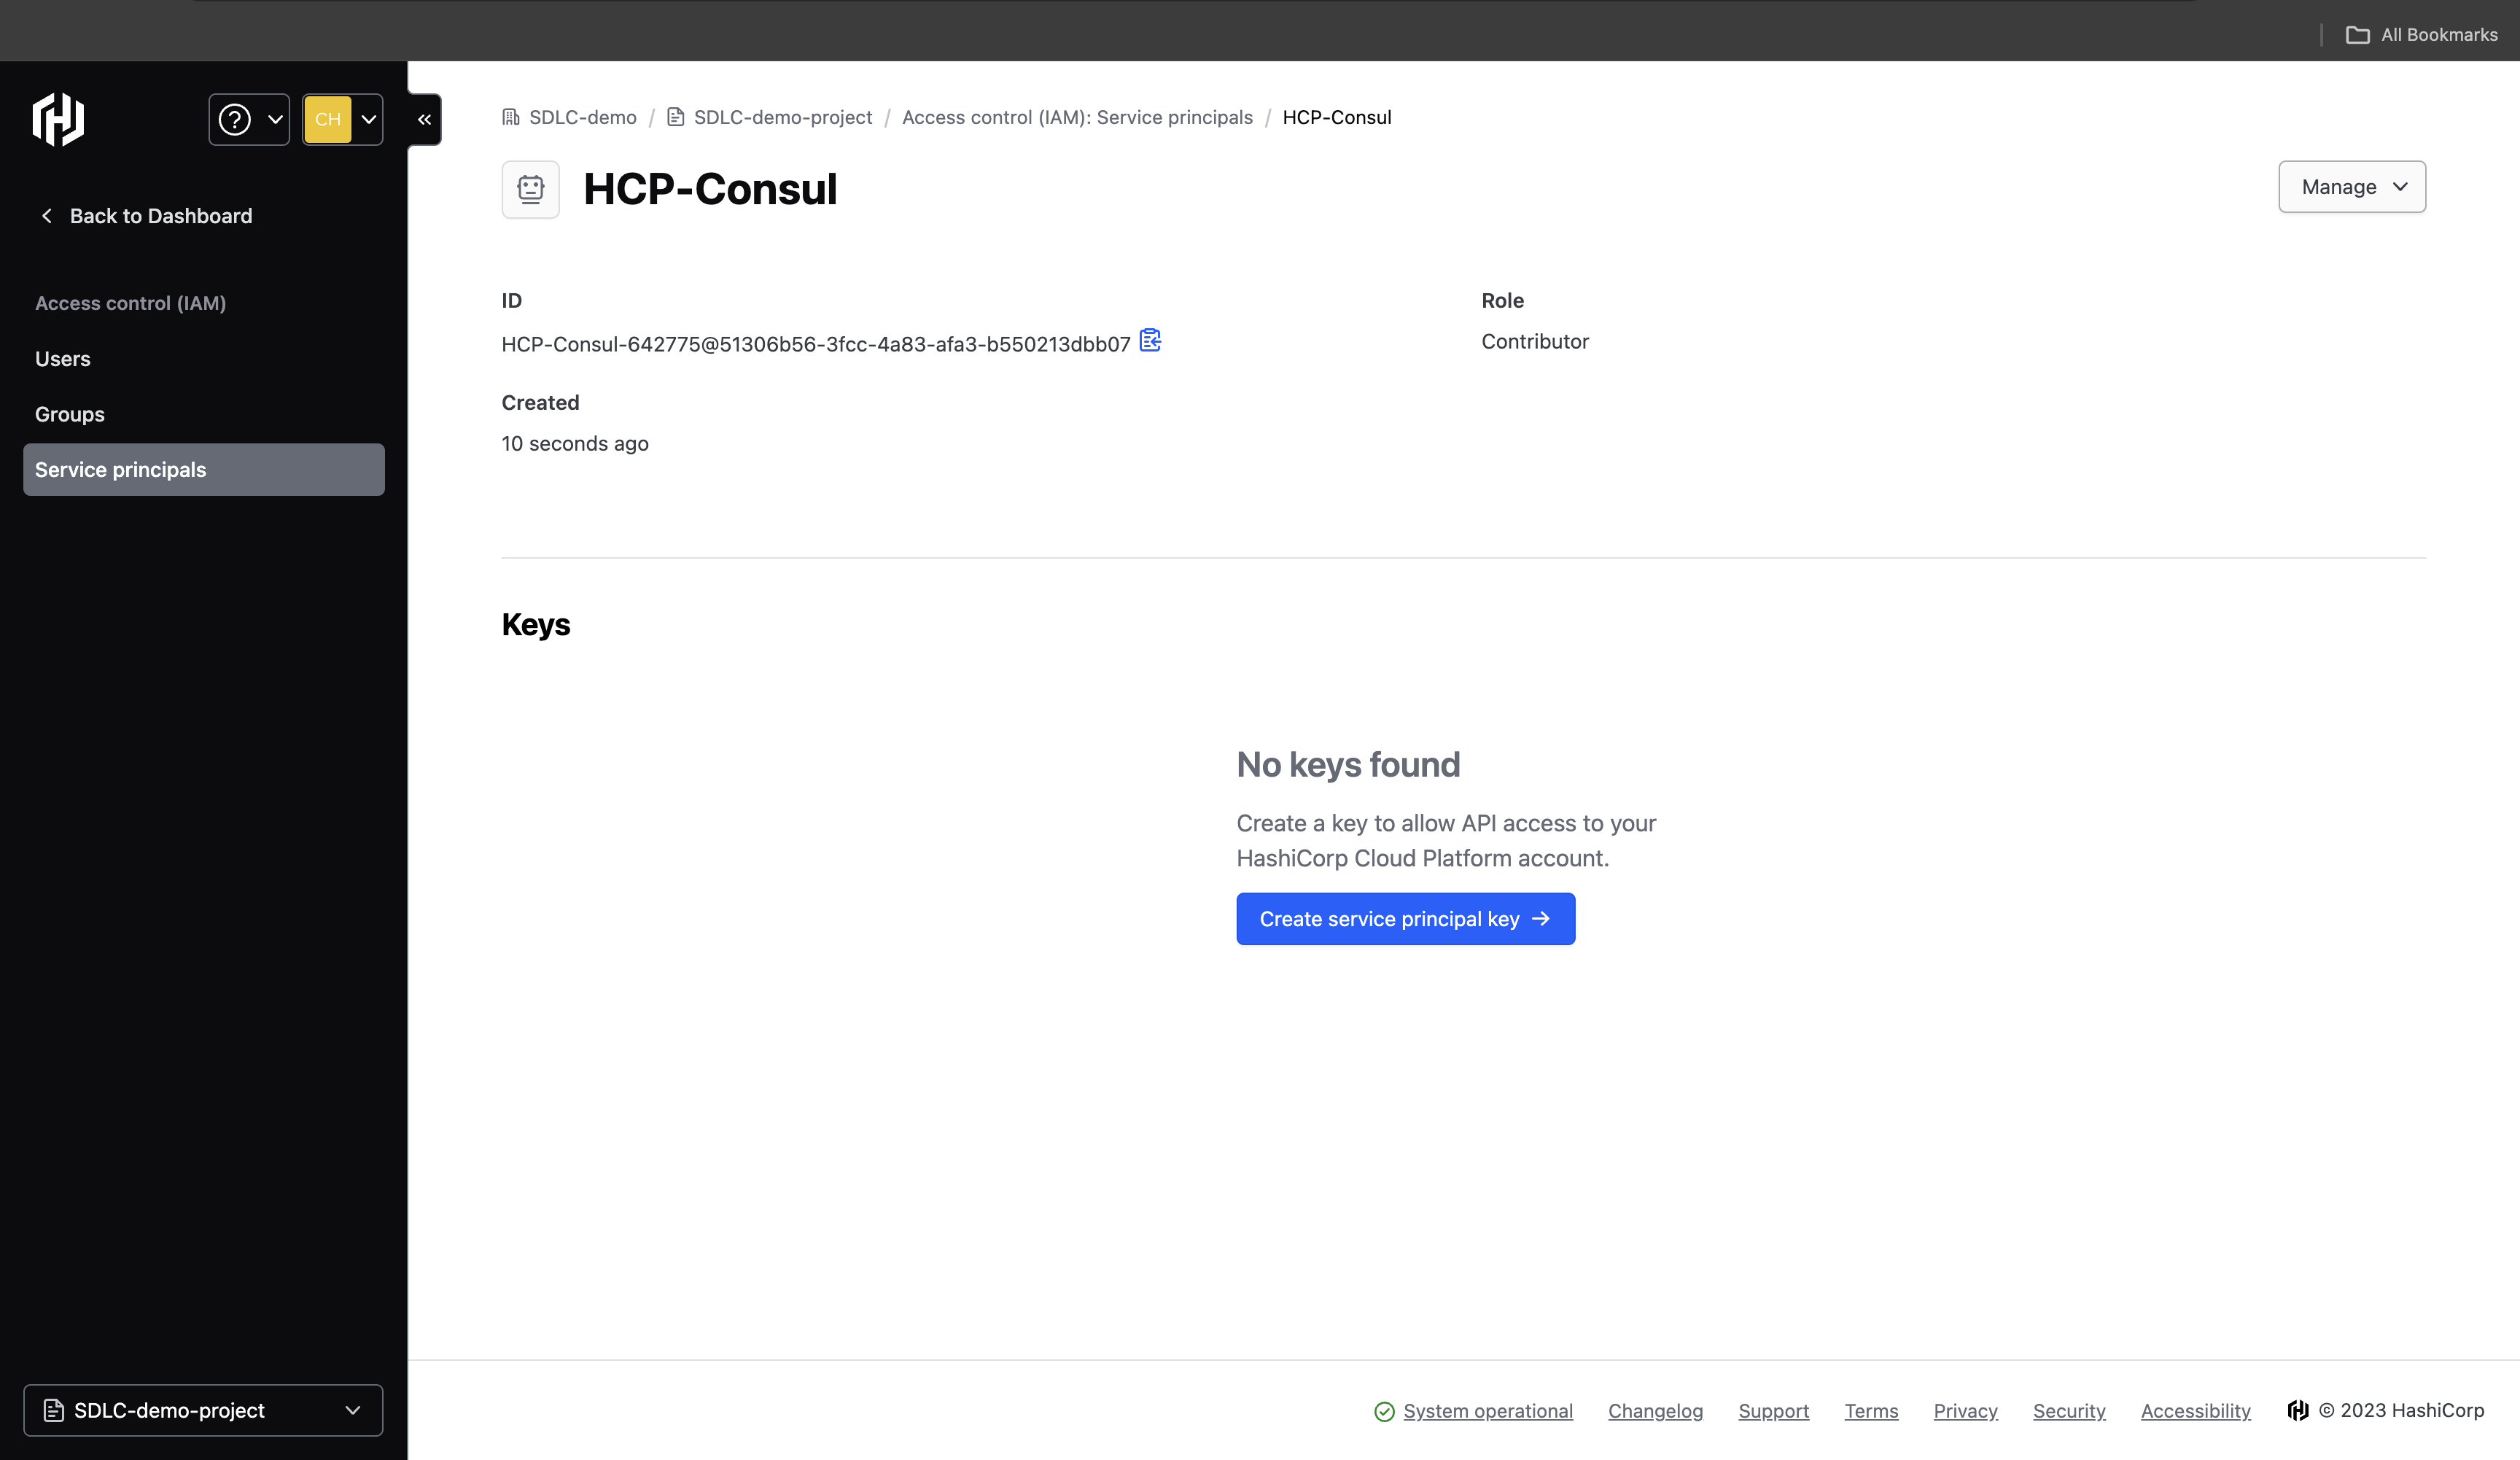 All Bookmarks
CH
Back to Dashboard
Access control (IAM)
Users
Groups
Service principals
SDLC-demo / SDLC-demo-project / Access control (IAM): Service principals / HCP-Consul
HCP-Consul
Manage
ID
HCP-Consul-642775@51306b56-3fcc-4a83-afa3-b550213dbb07
Role
Contributor
Created
10 seconds ago
Keys
No keys found
Create a key to allow API access to your
HashiCorp Cloud Platform account.
Create service principal key
SDLC-demo-project
System operational Changelog Support Terms Privacy Security Accessibility © 2023 HashiCorp